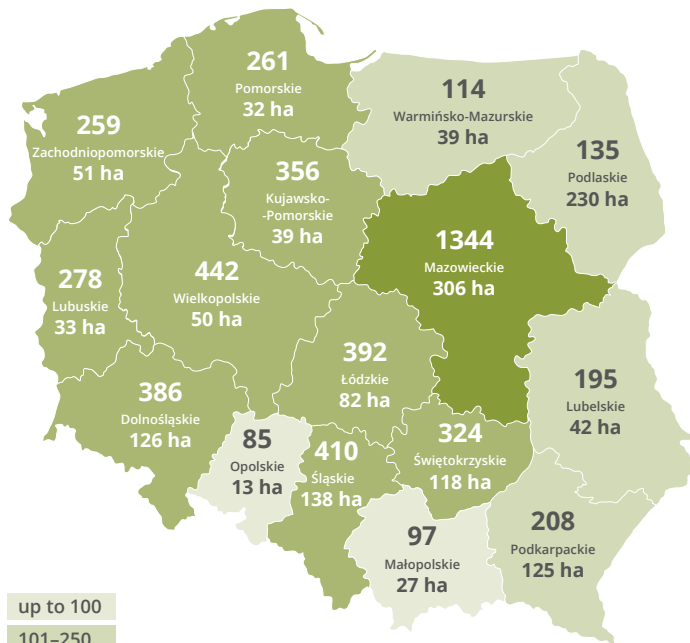 261
Pomorskie
32 ha
114
Warmińsko-Mazurskie
39 ha
259
Zachodniopomorskie
51 ha
135
Podlaskie
230 ha
356
Kujawsko-
-Pomorskie
39 ha
1344
Mazowieckie
306 ha
278
Lubuskie
33 ha
442
Wielkopolskie
50 ha
392
Łódzkie
82 ha
195
Lubelskie
42 ha
386
Dolnośląskie
126 ha
85
Opolskie
13 ha
410
Śląskie
138 ha
324
Świętokrzyskie
118 ha
97
Małopolskie
27 ha
208
Podkarpackie
125 ha
up to 100
101–250